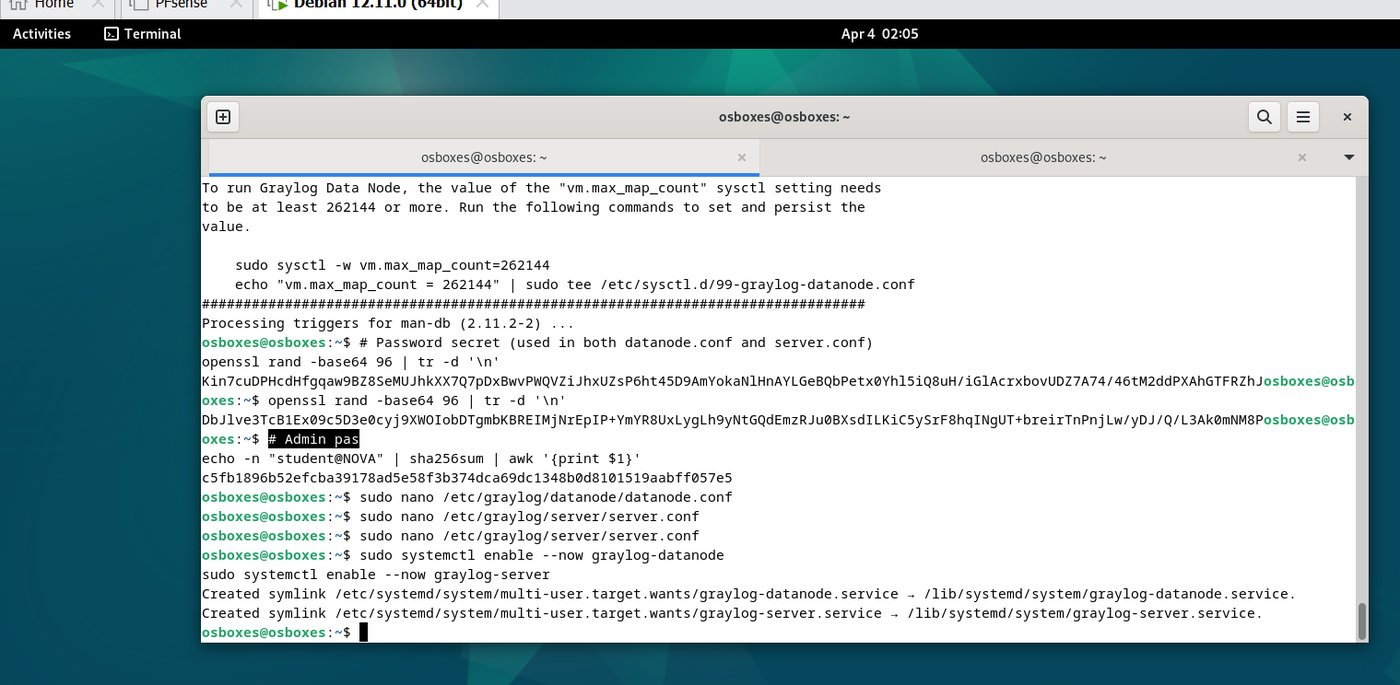 Home
PFsense
Debian 12.11.0 (64bit)
Activities
Terminal
Apr 4 02:05
osboxes@osboxes: ~
osboxes@osboxes: ~
osboxes@osboxes: ~
To run Graylog Data Node, the value of the "vm.max_map_count" sysctl setting needs
to be at least 262144 or more. Run the following commands to set and persist the
value.
sudo sysctl -w vm.max_map_count=262144
echo "vm.max_map_count = 262144" | sudo tee /etc/sysctl.d/99-graylog-datanode.conf
################################################################################
Processing triggers for man-db (2.11.2-2) ...
osboxes@osboxes:~$ # Password secret (used in both datanode.conf and server.conf)
openssl rand -base64 96 | tr -d '\n'
Kin7cuDPHcdHfgqaw9BZ8SeMUJhkXX7Q7pDxBwvPWQVZiJhxUZsP6ht45D9AmYokaNlHnAYLGeBQbPetx0Yhl5iQ8uH/iGlAcrxbovUDZ7A74/46tM2ddPXAhGTFRZhJosboxes@osb
oxes:~$ openssl rand -base64 96 | tr -d '\n'
DbJlve3TcB1Ex09c5D3e0cyj9XWOIobDTgmbKBREIMjNrEpIP+YmYR8UxLygLh9yNtGQdEmzRJu0BXsdILKiC5ySrF8hqINgUT+breirTnPnjLw/yDJ/Q/L3Ak0mNM8Posboxes@osb
oxes:~$ # Admin pas
echo -n "student@NOVA" | sha256sum | awk '{print $1}'
c5fb1896b52efcba39178ad5e58f3b374dca69dc1348b0d8101519aabff057e5
osboxes@osboxes:~$ sudo nano /etc/graylog/datanode/datanode.conf
osboxes@osboxes:~$ sudo nano /etc/graylog/server/server.conf
osboxes@osboxes:~$ sudo nano /etc/graylog/server/server.conf
osboxes@osboxes:~$ sudo systemctl enable --now graylog-datanode
sudo systemctl enable --now graylog-server
Created symlink /etc/systemd/system/multi-user.target.wants/graylog-datanode.service → /lib/systemd/system/graylog-datanode.service.
Created symlink /etc/systemd/system/multi-user.target.wants/graylog-server.service → /lib/systemd/system/graylog-server.service.
osboxes@osboxes:~$